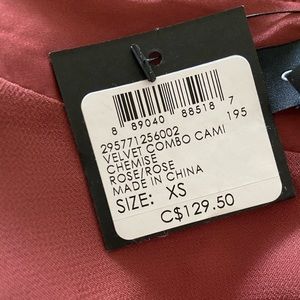 8 89040 88518 7
195
295771256002
VELVET COMBO CAMI
CHEMISE
ROSE/ROSE
MADE IN CHINA
SIZE: XS
C$129.50